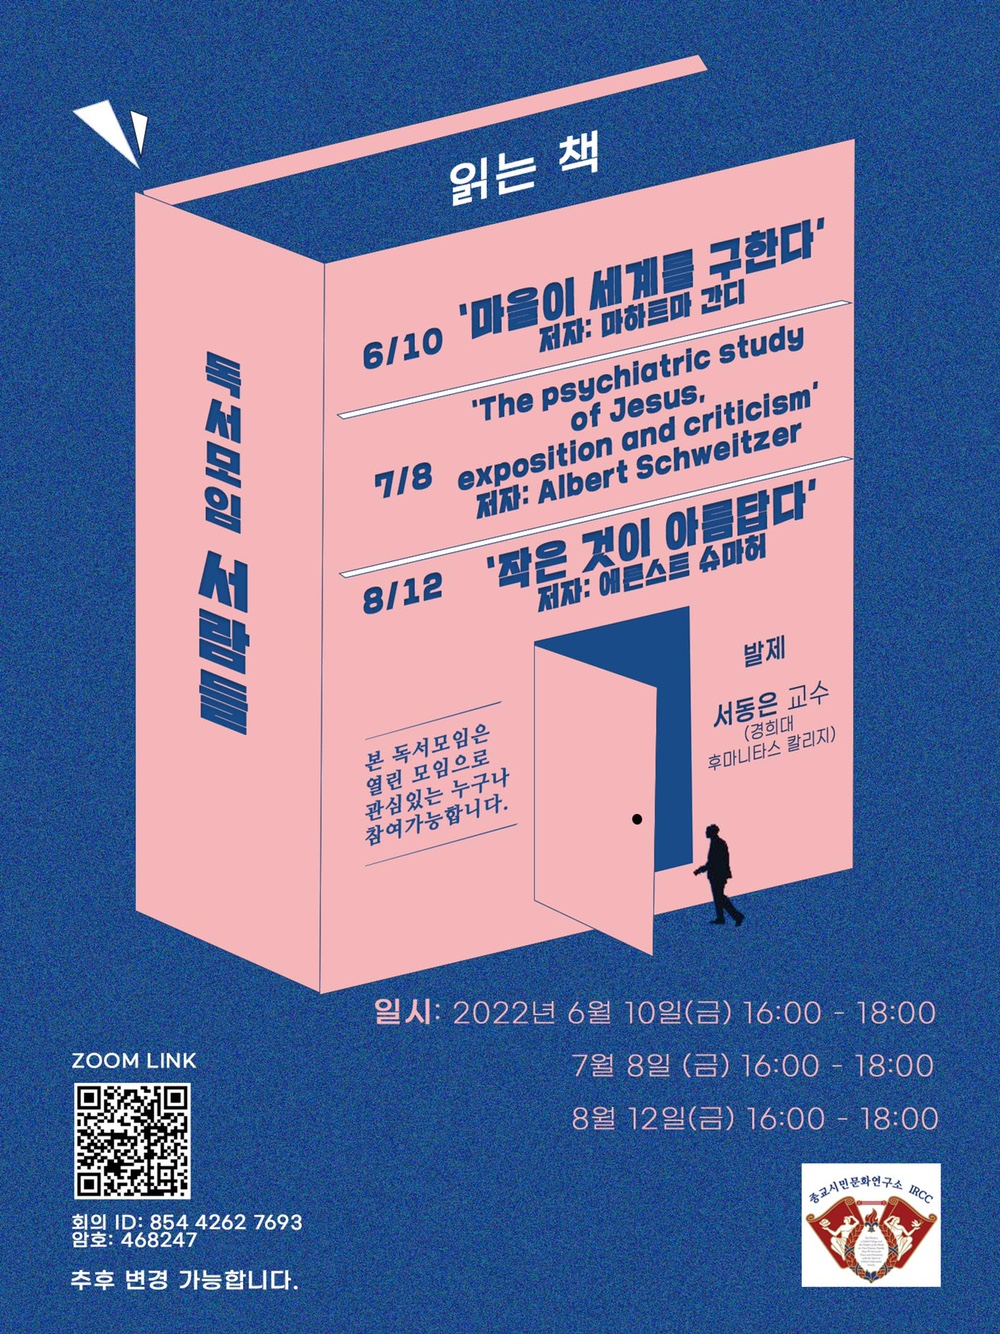 읽는 책
6/10
'마음이 세계를 구한다'
저자: 마하트마 간디
7/8
'The psychiatric study
of Jesus,
exposition and criticism'
저자: Albert Schweitzer
8/12
'작은 것이 아름답다'
저자: 에른스트 슈마허
독서모임 서람들
발제
서동은 교수
(경희대
후마니타스 칼리지)
본 독서모임은
열린 모임으로
관심있는 누구나
참여가능합니다.
일시: 2022년 6월 10일(금) 16:00 - 18:00
7월 8일 (금) 16:00 - 18:00
8월 12일(금) 16:00 - 18:00
ZOOM LINK
회의 ID: 854 4262 7693
암호: 468247
추후 변경 가능합니다.
종교시민문화연구소 IRCC